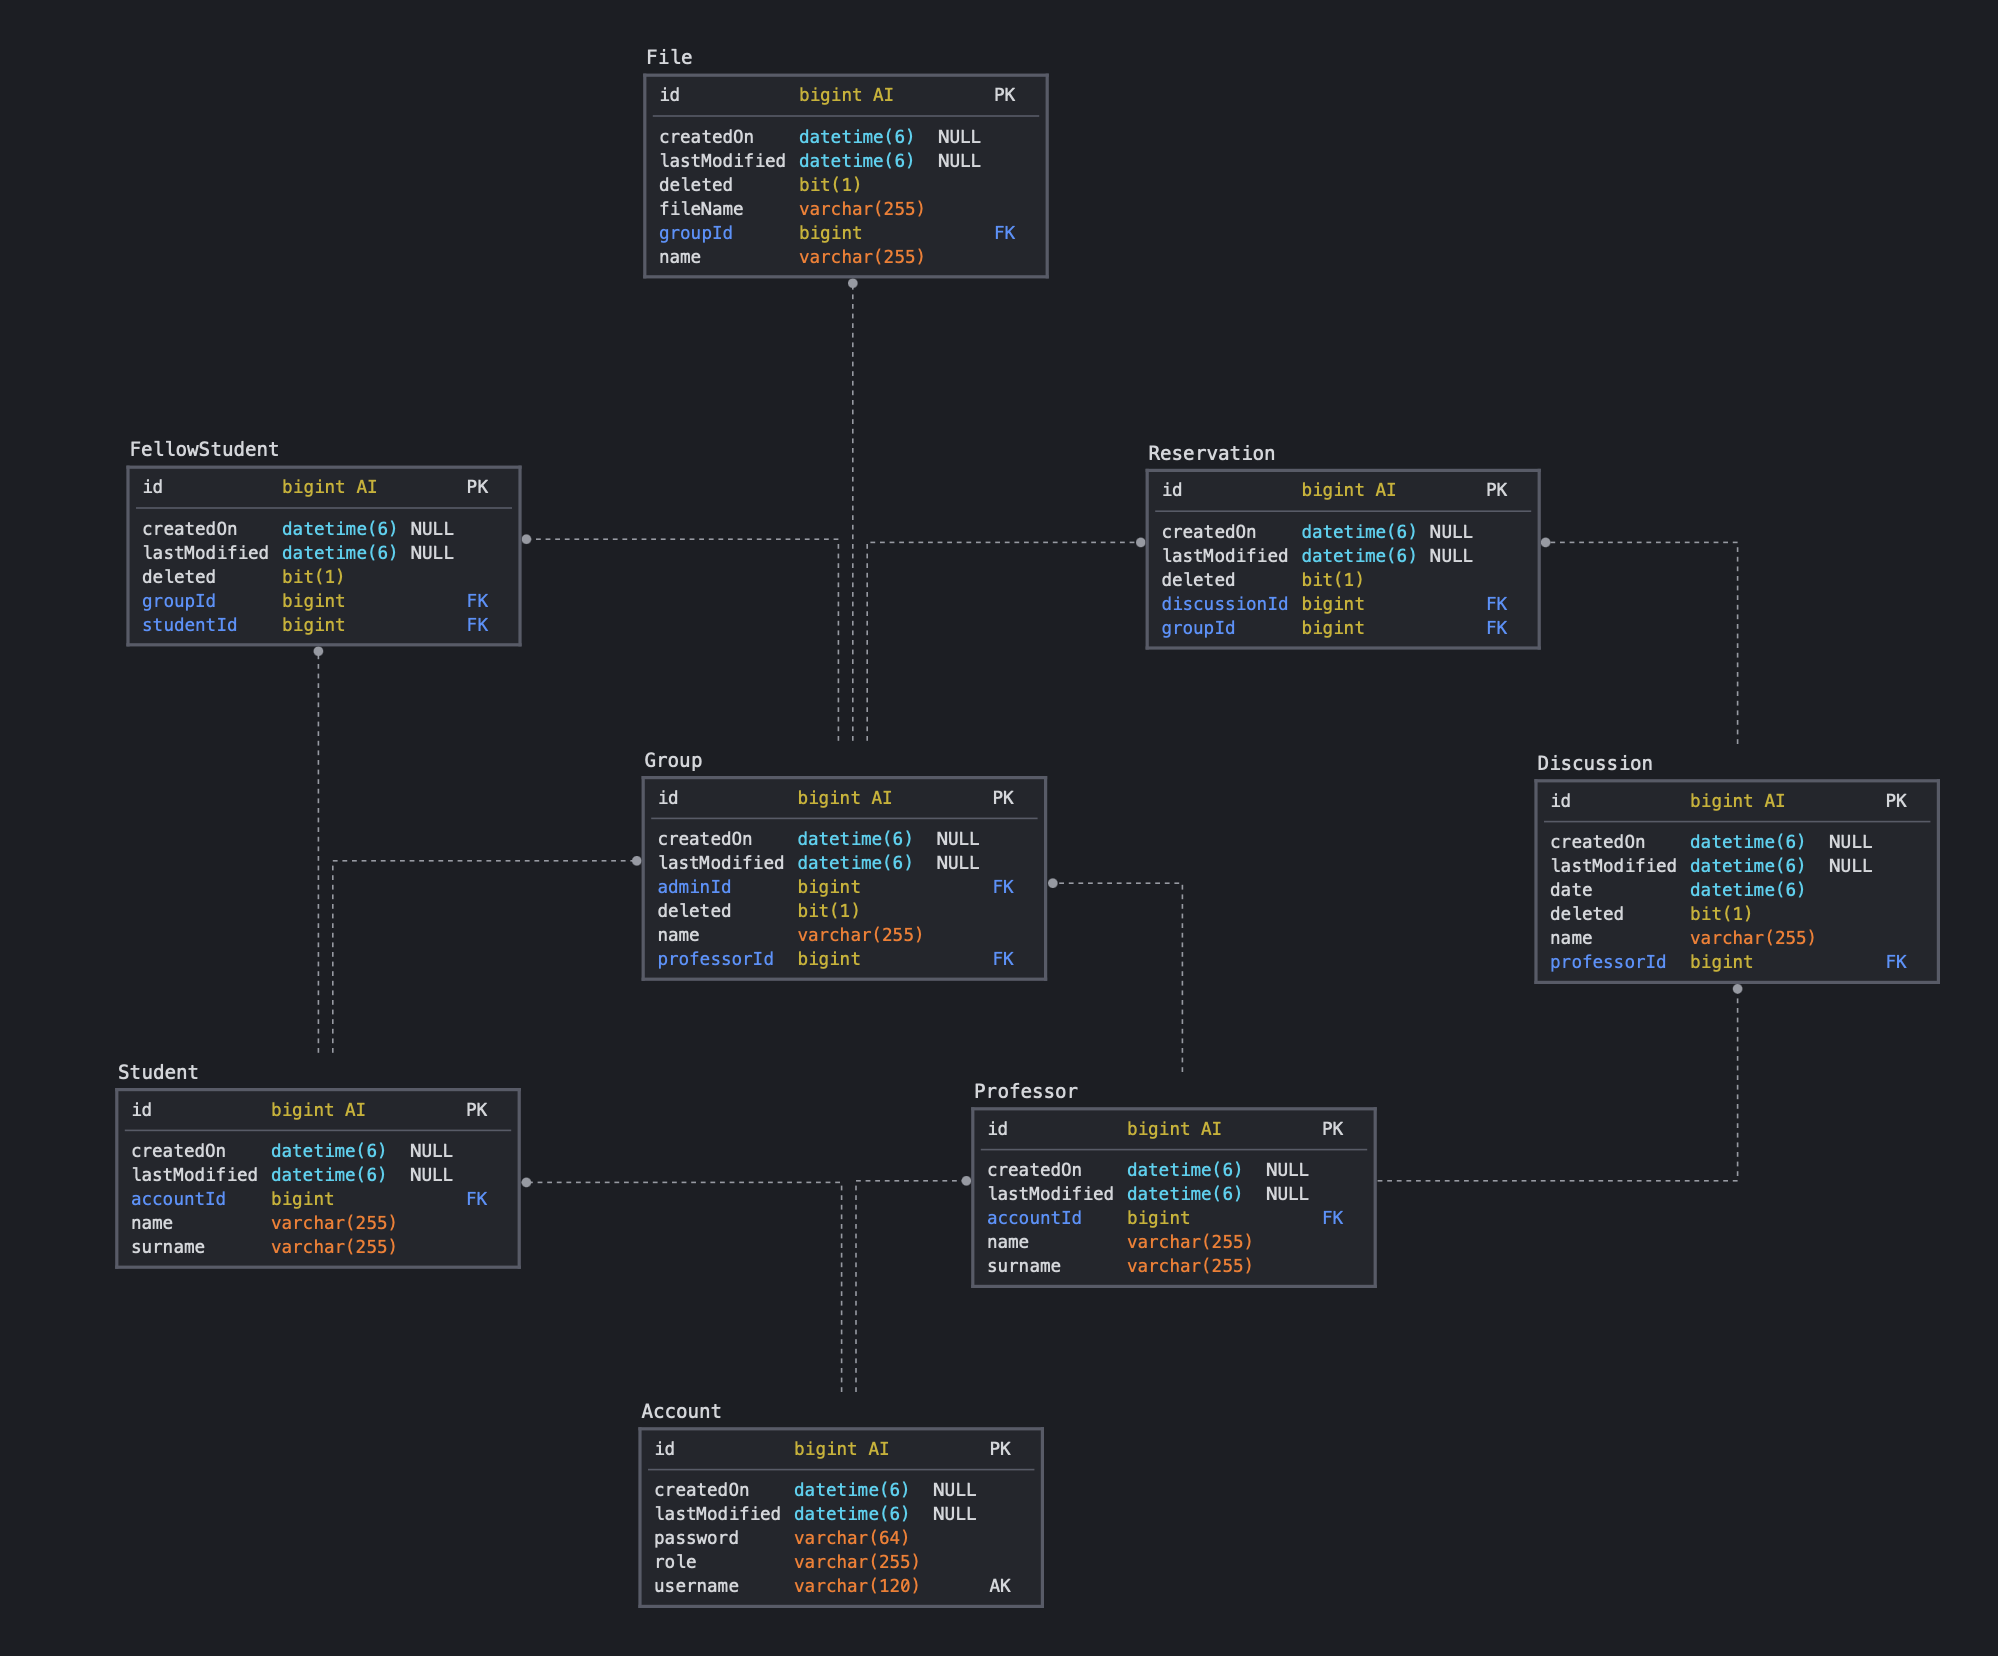 File
id bigint AI PK
createdOn datetime(6) NULL
lastModified datetime(6) NULL
deleted bit(1)
fileName varchar(255)
groupId bigint FK
name varchar(255)
FellowStudent
id bigint AI PK
createdOn datetime(6) NULL
lastModified datetime(6) NULL
deleted bit(1)
groupId bigint FK
studentId bigint FK
Reservation
id bigint AI PK
createdOn datetime(6) NULL
lastModified datetime(6) NULL
deleted bit(1)
discussionId bigint FK
groupId bigint FK
Group
id bigint AI PK
createdOn datetime(6) NULL
lastModified datetime(6) NULL
adminId bigint FK
deleted bit(1)
name varchar(255)
professorId bigint FK
Discussion
id bigint AI PK
createdOn datetime(6) NULL
lastModified datetime(6) NULL
date datetime(6)
deleted bit(1)
name varchar(255)
professorId bigint FK
Student
id bigint AI PK
createdOn datetime(6) NULL
lastModified datetime(6) NULL
accountId bigint FK
name varchar(255)
surname varchar(255)
Professor
id bigint AI PK
createdOn datetime(6) NULL
lastModified datetime(6) NULL
accountId bigint FK
name varchar(255)
surname varchar(255)
Account
id bigint AI PK
createdOn datetime(6) NULL
lastModified datetime(6) NULL
password varchar(64)
role varchar(255)
username varchar(120) AK